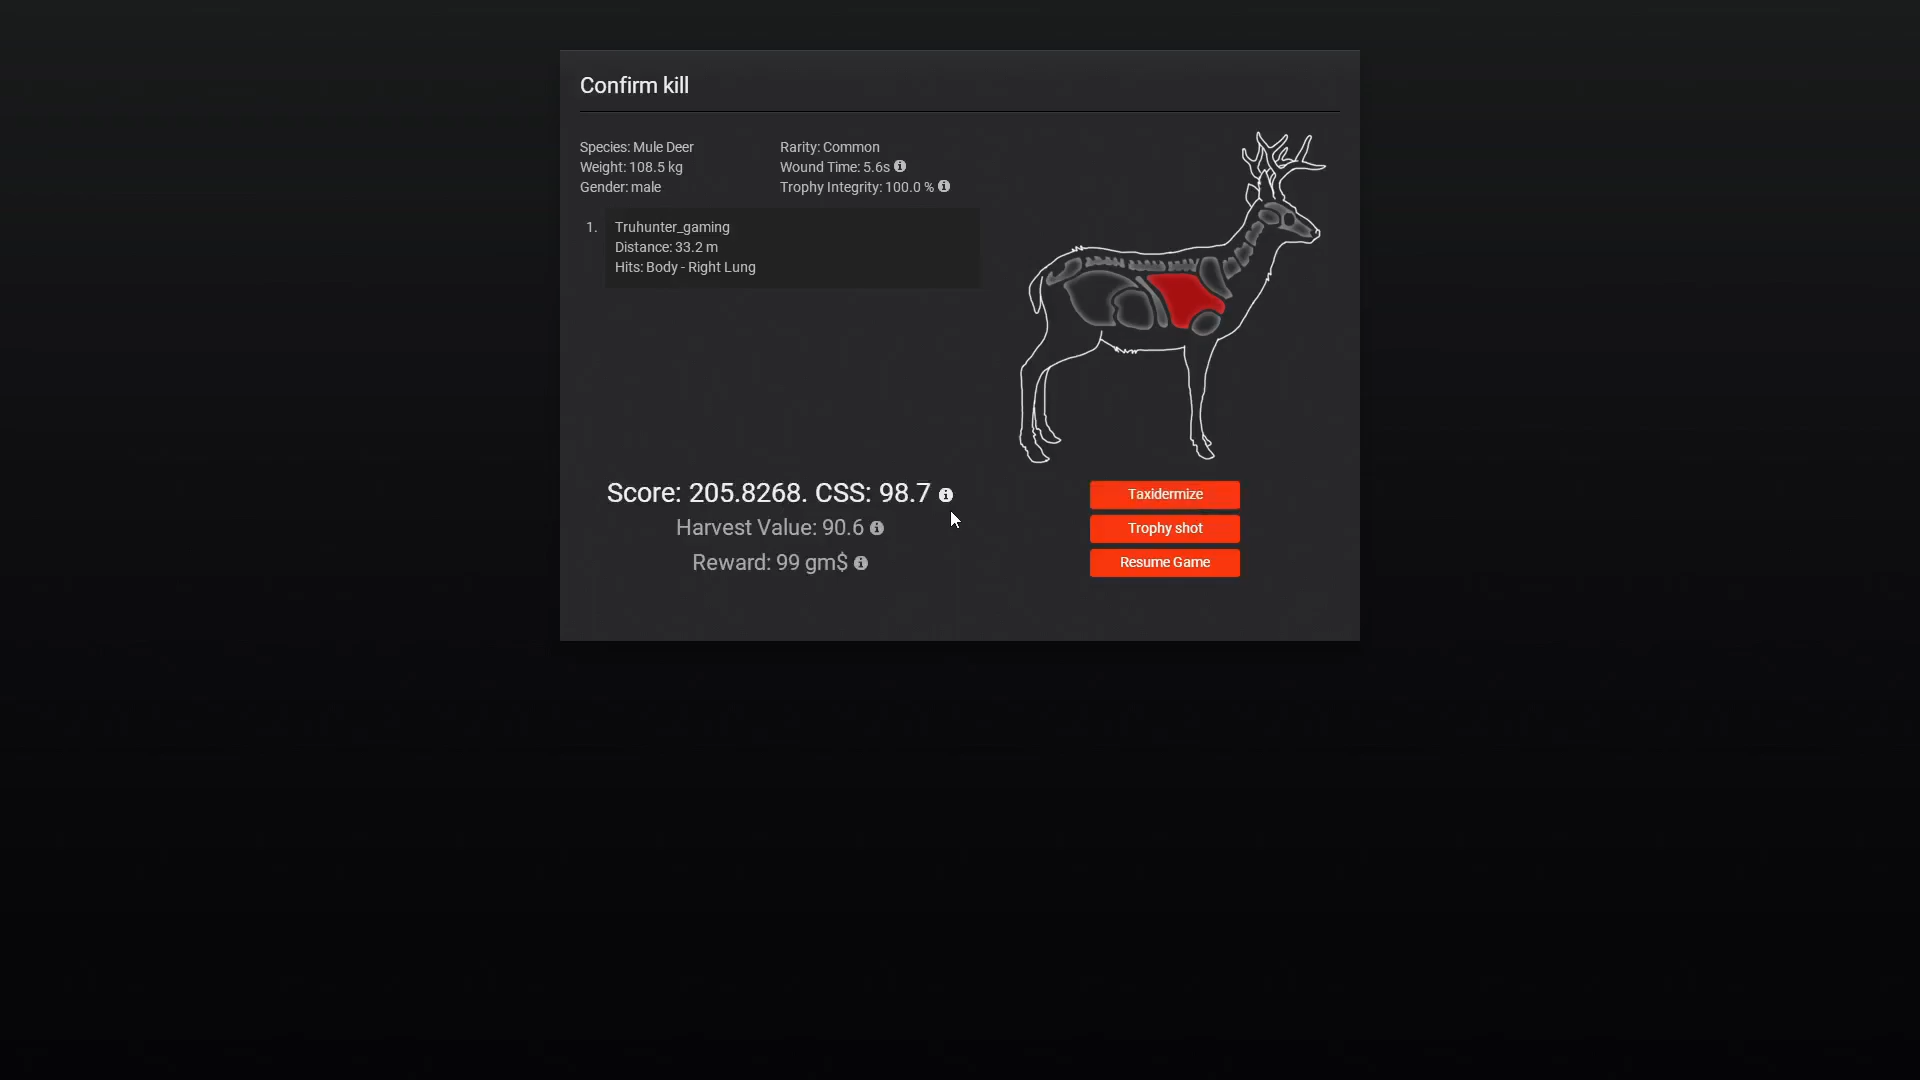 Confirm kill
Species: Mule Deer
Weight: 108.5 kg
Gender: male
Rarity: Common
Wound Time: 5.6s
Trophy Integrity: 100.0 %
1.
Truhunter_gaming
Distance: 33.2 m
Hits: Body - Right Lung
Score: 205.8268. CSS: 98.7
Harvest Value: 90.6
Reward: 99 gm$
Taxidermize
Trophy shot
Resume Game